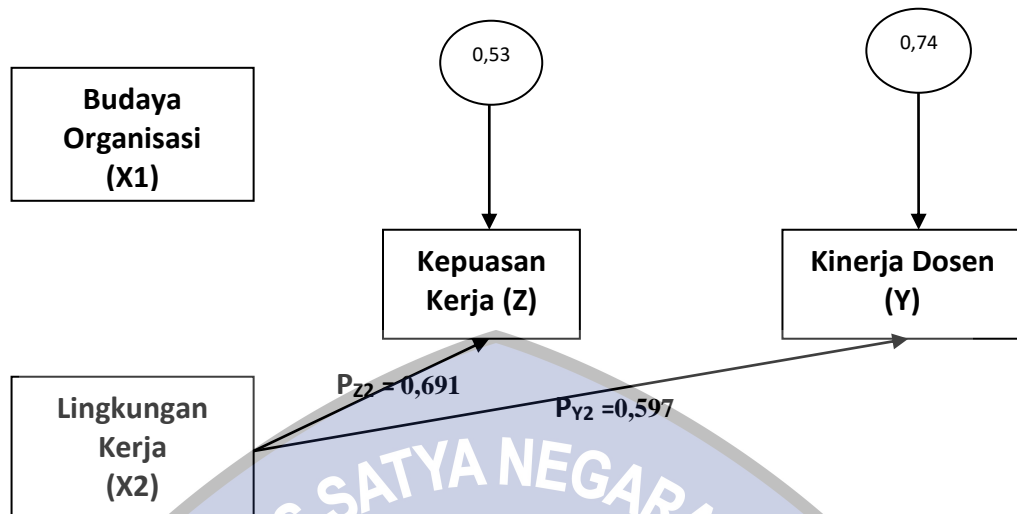 0,53
0,74
Budaya
Organisasi
(X1)
Kepuasan
Kerja (Z)
Kinerja Dosen
(Y)
PZ2 = 0,691
PY2 =0,597
Lingkungan
Kerja
(X2)
S SATYA NEGARA